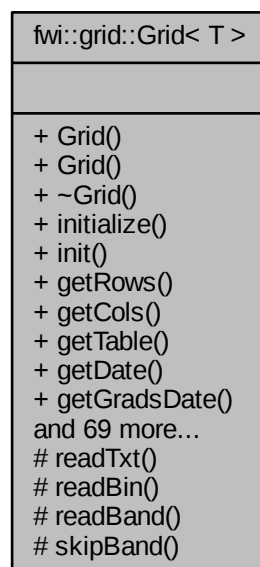 fwi::grid::Grid< T >
+ Grid()
+ Grid()
+ ~Grid()
+ initialize()
+ init()
+ getRows()
+ getCols()
+ getTable()
+ getDate()
+ getGradsDate()
and 69 more...
# readTxt()
# readBin()
# readBand()
# skipBand()